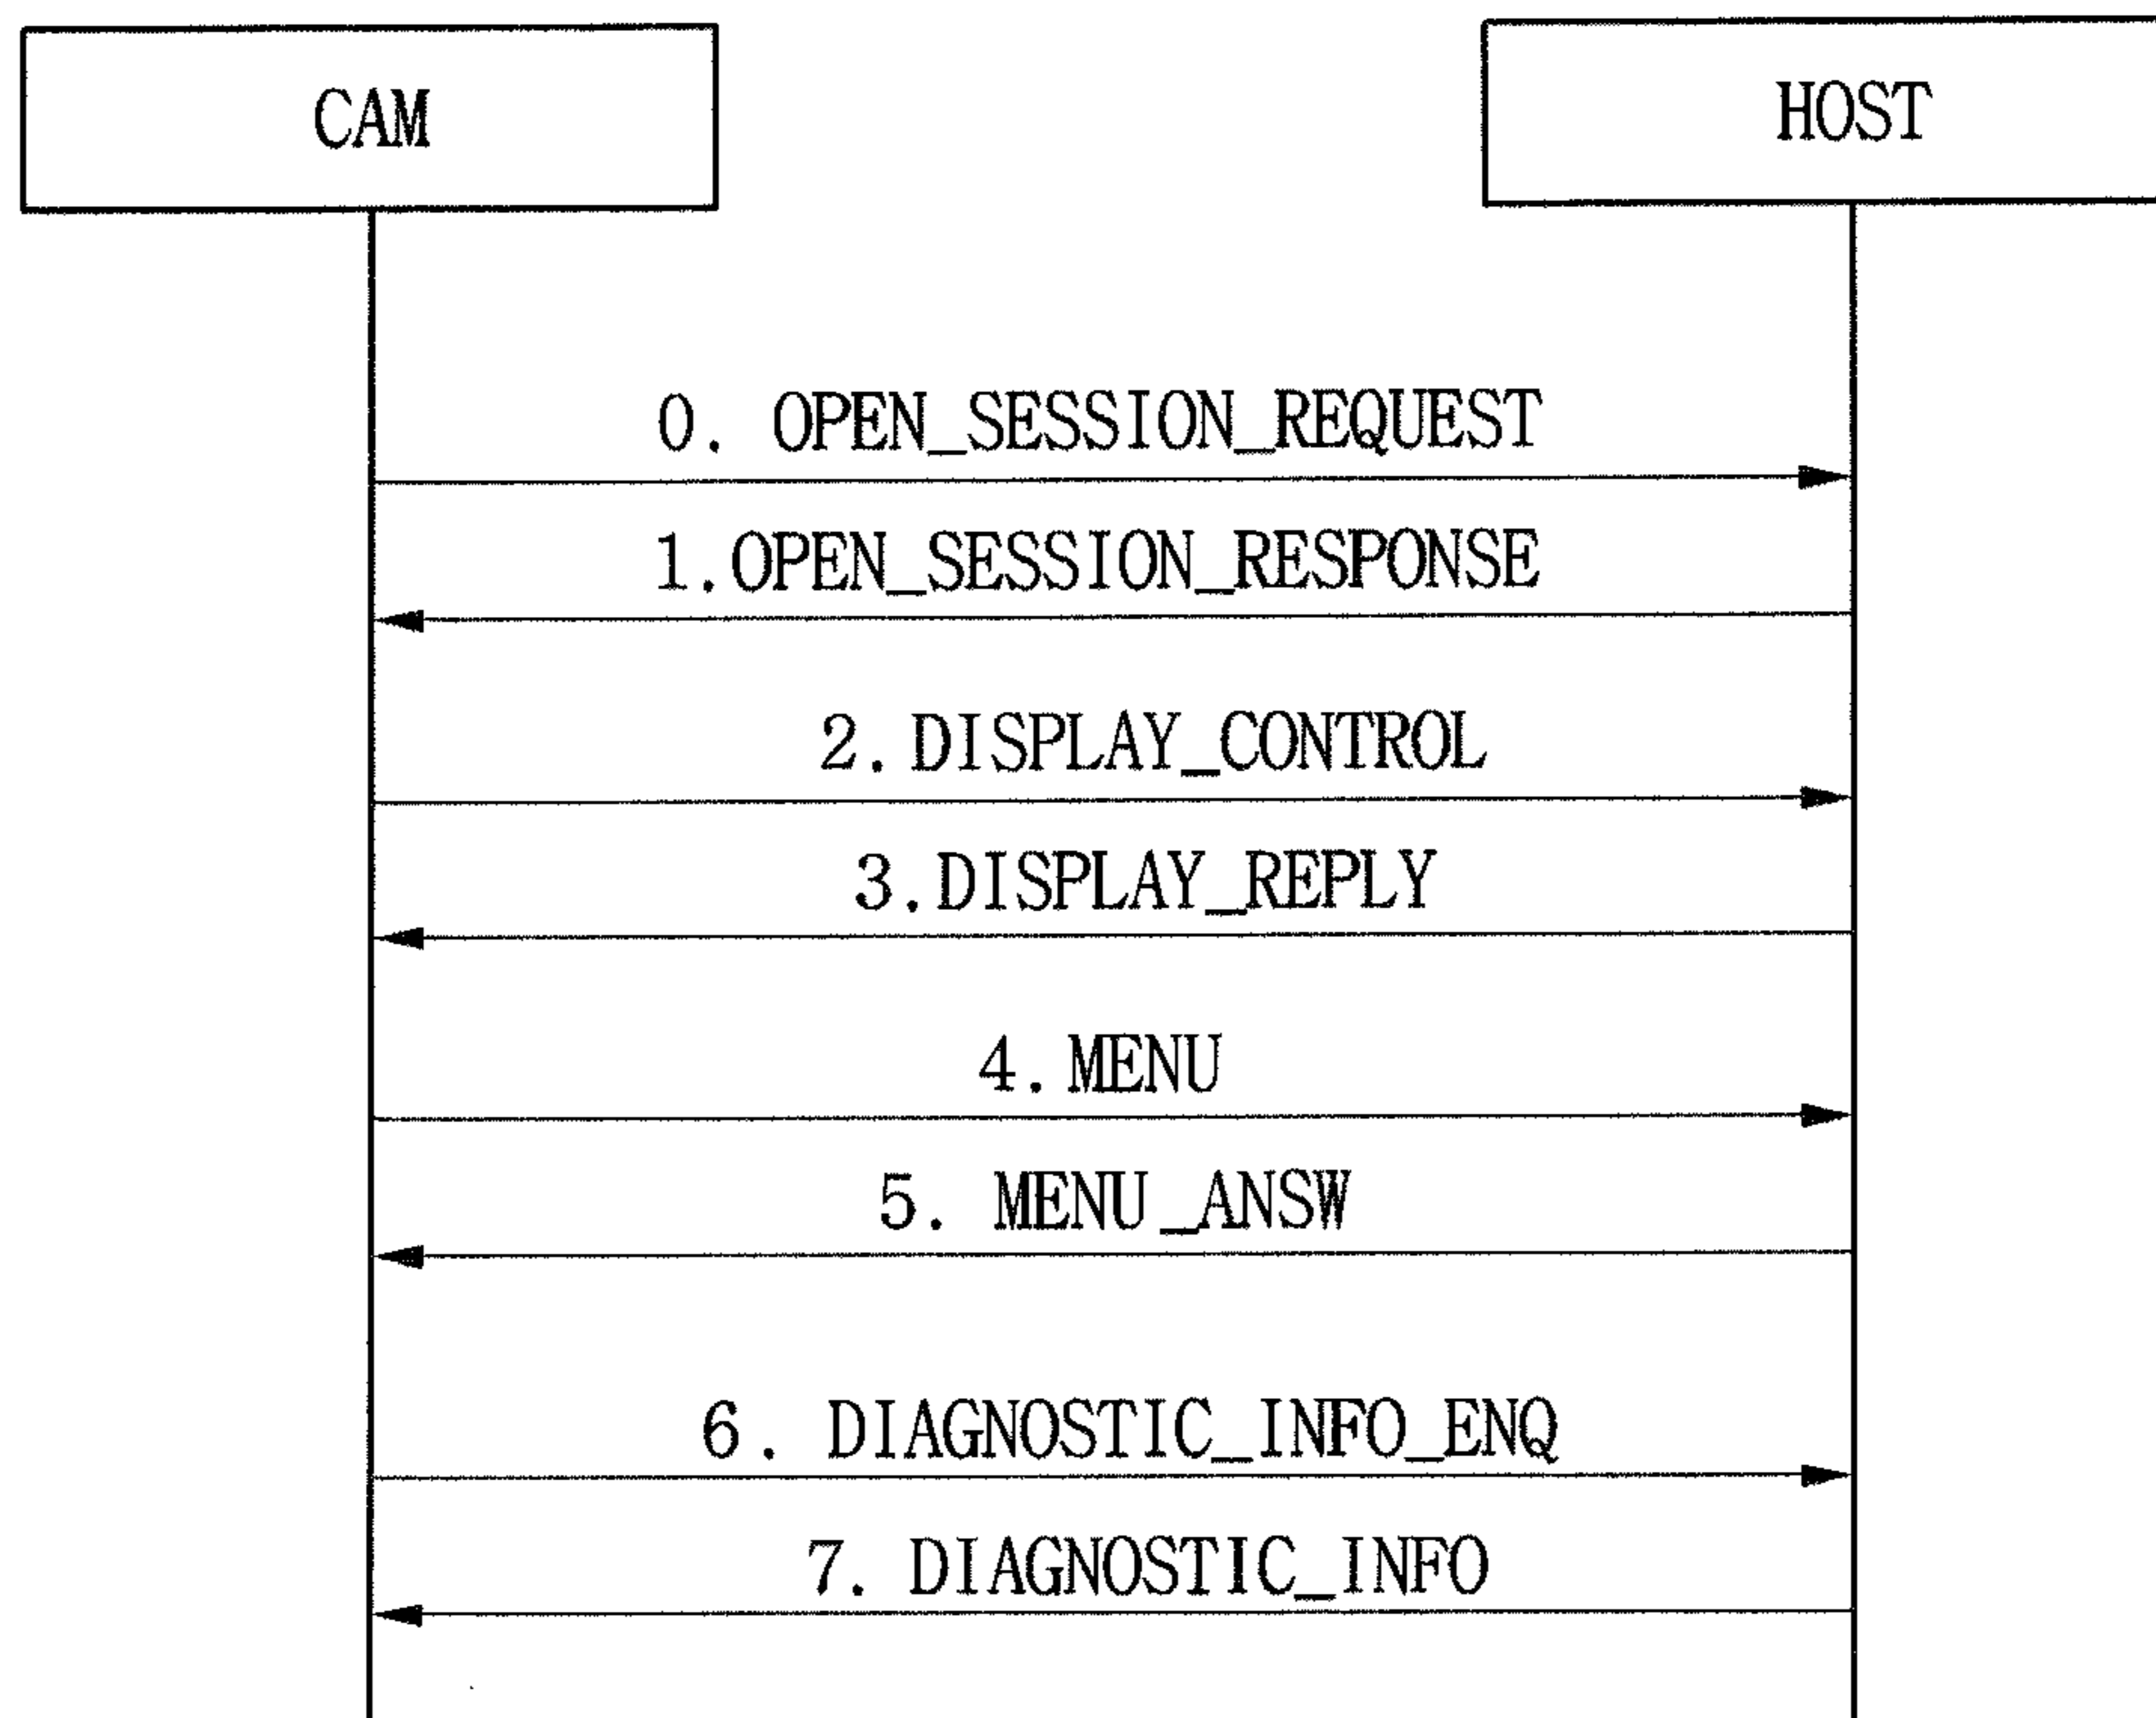 CAM
HOST
0. OPEN_SESSION_REQUEST
1.OPEN_SESSION_RESPONSE
2.DISPLAY_CONTROL
3.DISPLAY_REPLY
4.MENU
5. MENU_ANSW
6. DIAGNOSTIC_INFO_ENQ
7. DIAGNOSTIC_INFO